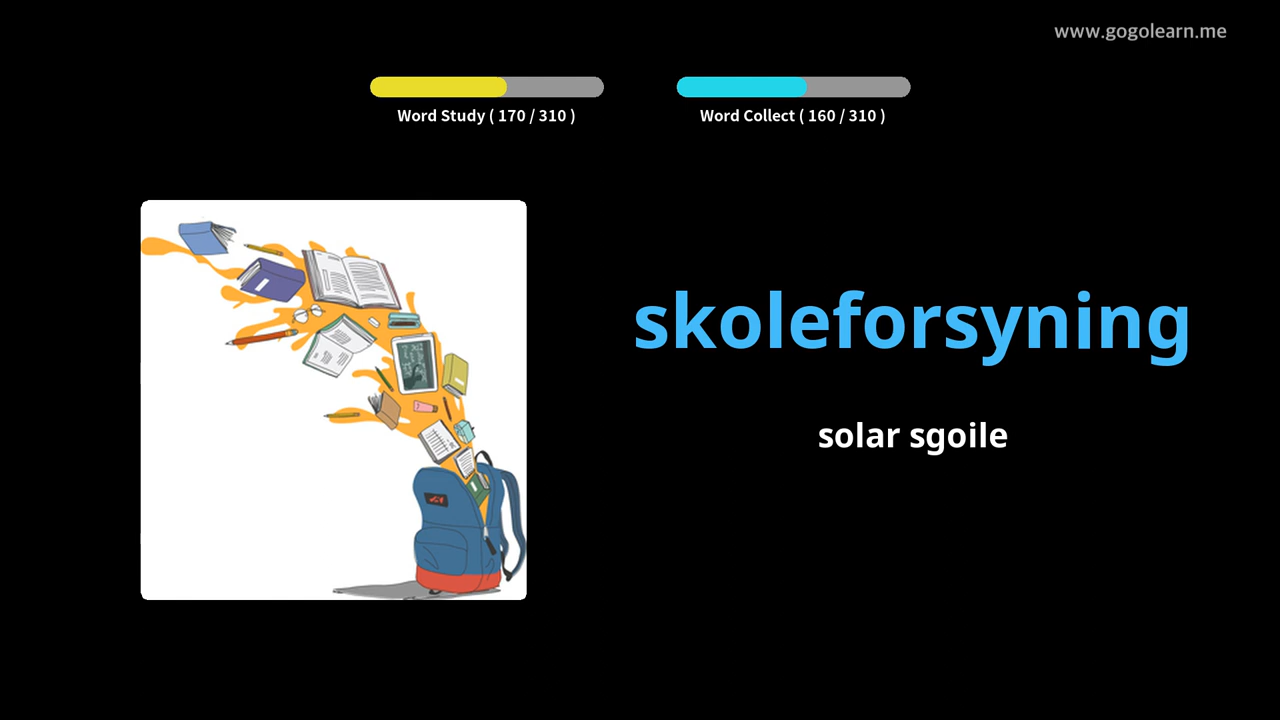 www.gogolearn.me
Word Study ( 170 / 310 )
Word Collect ( 160 / 310 )
skoleforsyning
solar sgoile